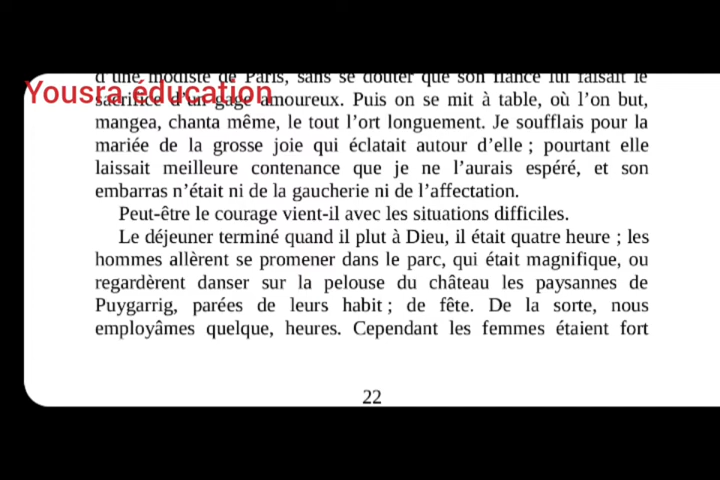 d'une modiste de Paris, sans se douter que son fiancé lui faisait le
Yousra éducation
sacrifice d'un gage amoureux. Puis on se mit à table, où l'on but,
mangea, chanta même, le tout l'ort longuement. Je soufflais pour la
mariée de la grosse joie qui éclatait autour d'elle ; pourtant elle
laissait meilleure contenance que je ne l'aurais espéré, et son
embarras n'était ni de la gaucherie ni de l'affectation.
Peut-être le courage vient-il avec les situations difficiles.
Le déjeuner terminé quand il plut à Dieu, il était quatre heure ; les
hommes allèrent se promener dans le parc, qui était magnifique, ou
regardèrent danser sur la pelouse du château les paysannes de
Puygarrig, parées de leurs habit ; de fête. De la sorte, nous
employâmes quelque, heures. Cependant les femmes étaient fort
22